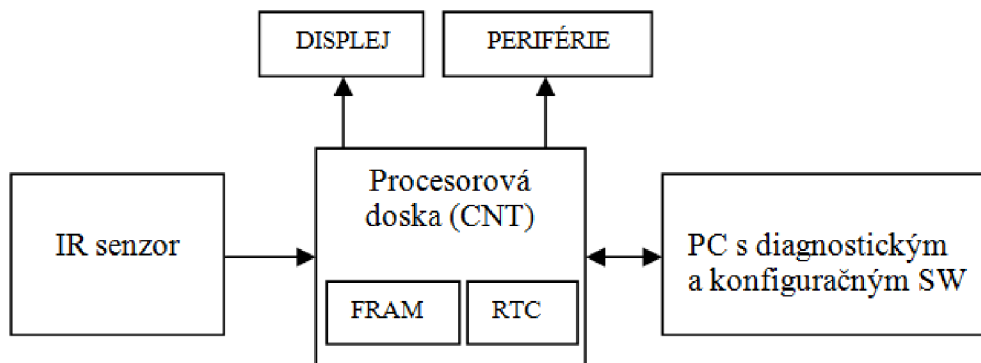 DISPLEJ
PERIFÉRIE
Procesorová
doska (CNT)
IR senzor
PC s diagnostickým
a konfiguračným SW
FRAM
RTC